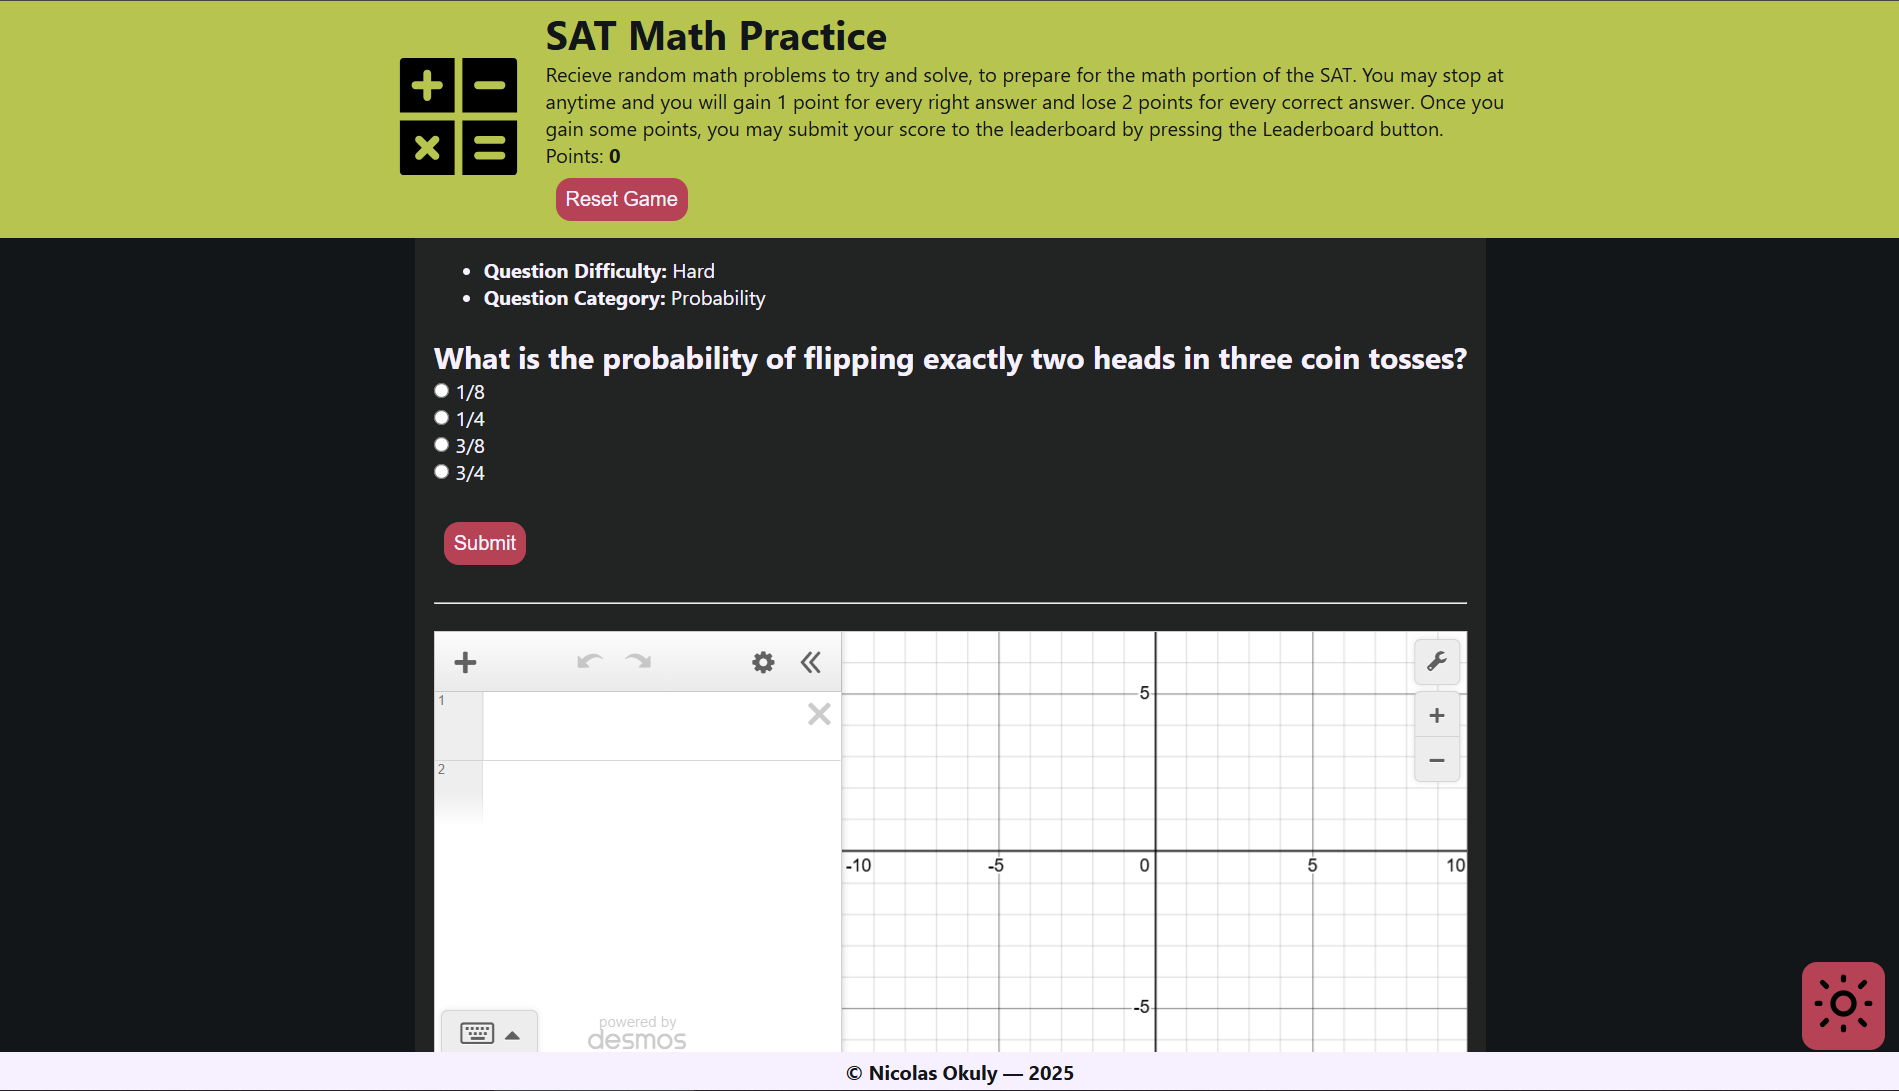 SAT Math Practice
Recieve random math problems to try and solve, to prepare for the math portion of the SAT. You may stop at
anytime and you will gain 1 point for every right answer and lose 2 points for every correct answer. Once you
gain some points, you may submit your score to the leaderboard by pressing the Leaderboard button.
Points: 0
Reset Game
• Question Difficulty: Hard
• Question Category: Probability
What is the probability of flipping exactly two heads in three coin tosses?
1/8
1/4
3/8
3/4
Submit
1
2
5
-10
-5
0
5
10
-5
powered by
desmos
© Nicolas Okuly — 2025